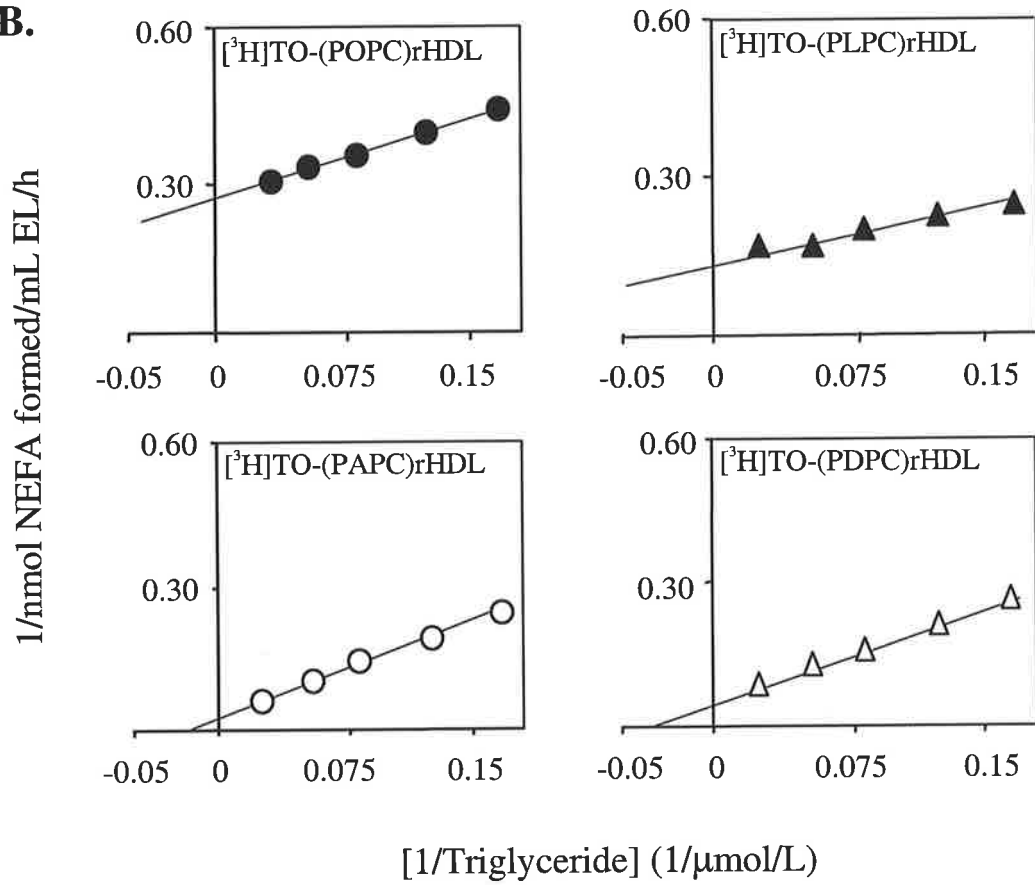 B.
1/nmol NEFA formed/mL EL/h
0.60
[³H]TO-(POPC)rHDL
0.30
-0.05 0 0.075 0.15
0.60
[³H]TO-(PLPC)rHDL
0.30
-0.05 0 0.075 0.15
0.60
[³H]TO-(PAPC)rHDL
0.30
-0.05 0 0.075 0.15
0.60
[³H]TO-(PDPC)rHDL
0.30
-0.05 0 0.075 0.15
[1/Triglyceride] (1/μmol/L)